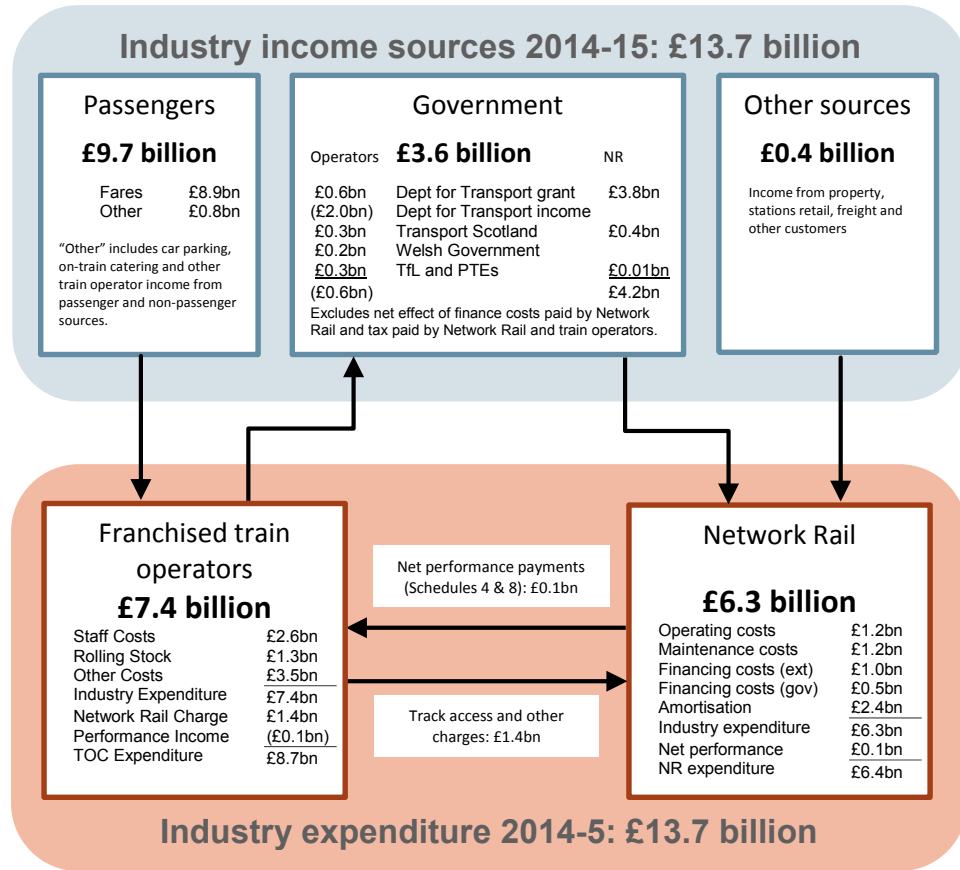 Industry income sources 2014-15: £13.7 billion
Passengers
£9.7 billion
Fares £8.9bn
Other £0.8bn
“Other” includes car parking,
on-train catering and other
train operator income from
passenger and non-passenger
sources.
Government
Operators £3.6 billion NR
£0.6bn Dept for Transport grant £3.8bn
(£2.0bn) Dept for Transport income
£0.3bn Transport Scotland £0.4bn
£0.2bn Welsh Government
£0.3bn TfL and PTEs £0.01bn
(£0.6bn) £4.2bn
Excludes net effect of finance costs paid by Network
Rail and tax paid by Network Rail and train operators.
Other sources
£0.4 billion
Income from property,
stations retail, freight and
other customers
Franchised train
operators
£7.4 billion
Staff Costs £2.6bn
Rolling Stock £1.3bn
Other Costs £3.5bn
Industry Expenditure £7.4bn
Network Rail Charge £1.4bn
Performance Income (£0.1bn)
TOC Expenditure £8.7bn
Net performance payments
(Schedules 4 & 8): £0.1bn
Track access and other
charges: £1.4bn
Network Rail
£6.3 billion
Operating costs £1.2bn
Maintenance costs £1.2bn
Financing costs (ext) £1.0bn
Financing costs (gov) £0.5bn
Amortisation £2.4bn
Industry expenditure £6.3bn
Net performance £0.1bn
NR expenditure £6.4bn
Industry expenditure 2014-5: £13.7 billion